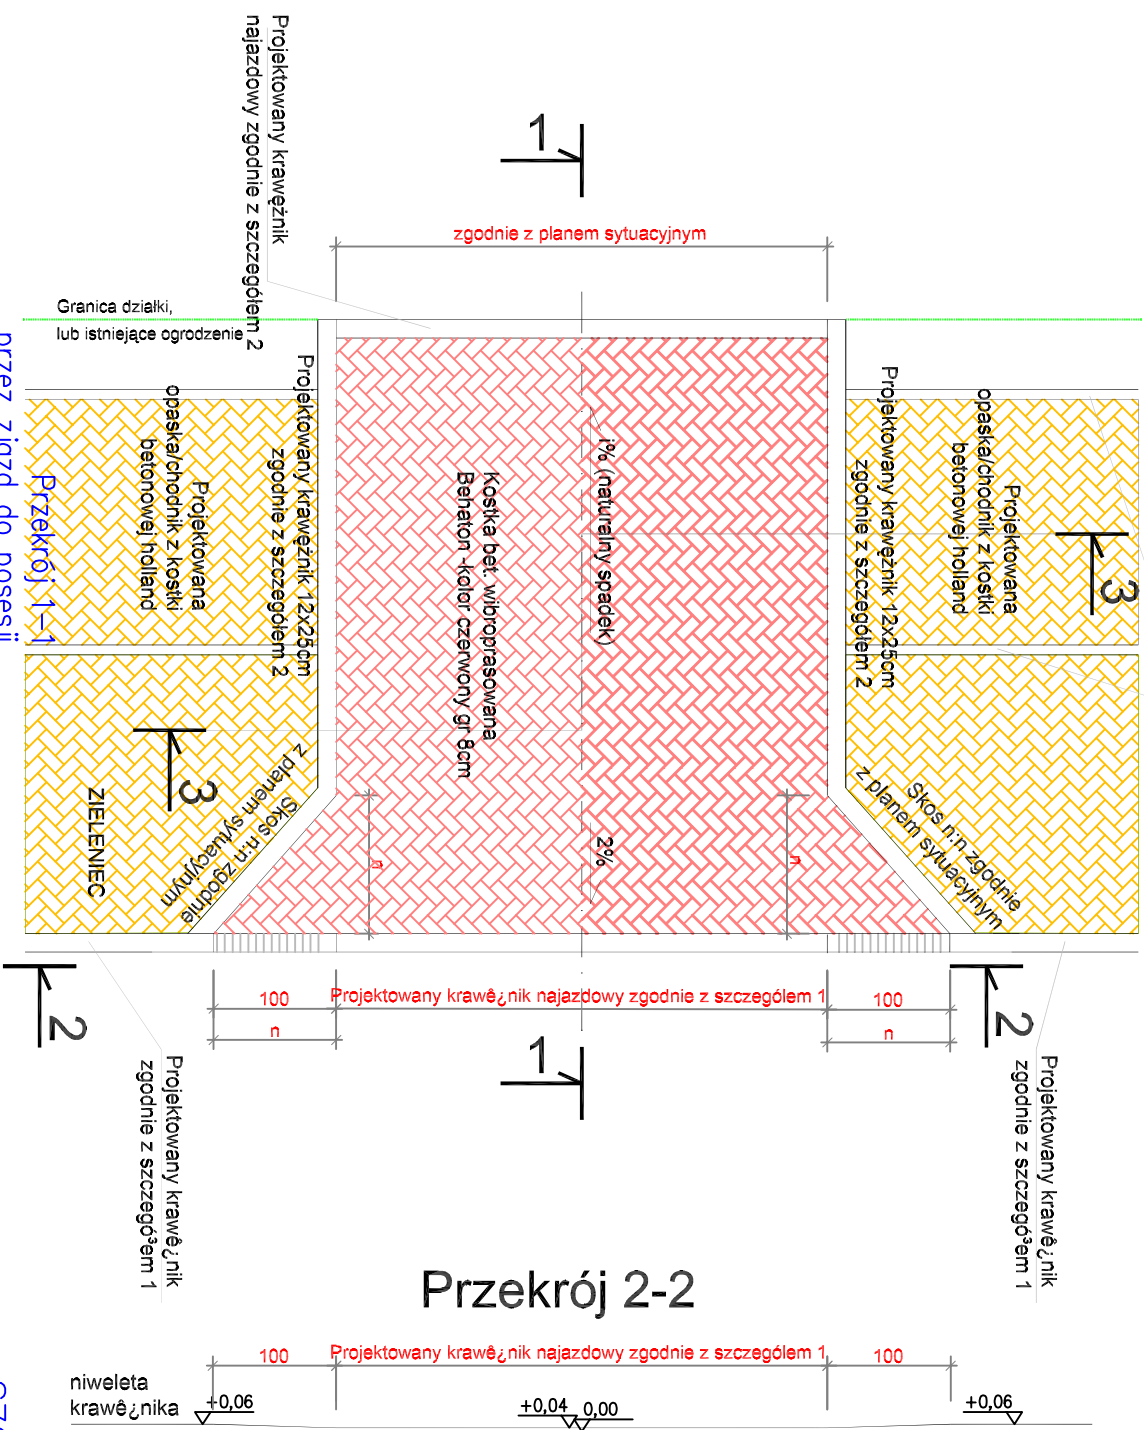 Projektowany krawężnik
najazdowy zgodnie z szczegółem 2
1
zgodnie z planem sytuacyjnym
Granica działki,
lub istniejące ogrodzenie
Projektowany krawężnik 12x25cm
zgodnie z szczegółem 2
Projektowana
opaska/chodnik z kostki
betonowej holland
Przekrój 1-1
przez zjazd do posesji
i% (naturalny spadek)
Kostka bet. wibroprasowana
Behaton -kolor czerwony gr 8cm
Projektowany krawężnik 12x25cm
zgodnie z szczegółem 2
Projektowana
opaska/chodnik z kostki
betonowej holland
3
3
Skos n:n zgodnie
z planem sytuacyjnym
ZIELENIEC
n
2%
n
Skos n:n zgodnie
z planem sytuacyjnym
2
100
Projektowany krawê¿nik najazdowy zgodnie z szczegółem 1
100
n
n
2
1
Projektowany krawê¿nik
zgodnie z szczegó³em 1
Projektowany krawê¿nik
zgodnie z szczegó³em 1
Przekrój 2-2
100
Projektowany krawê¿nik najazdowy zgodnie z szczegółem 1
100
niweleta
krawê¿nika
+0,06
+0,04
0,00
+0,06